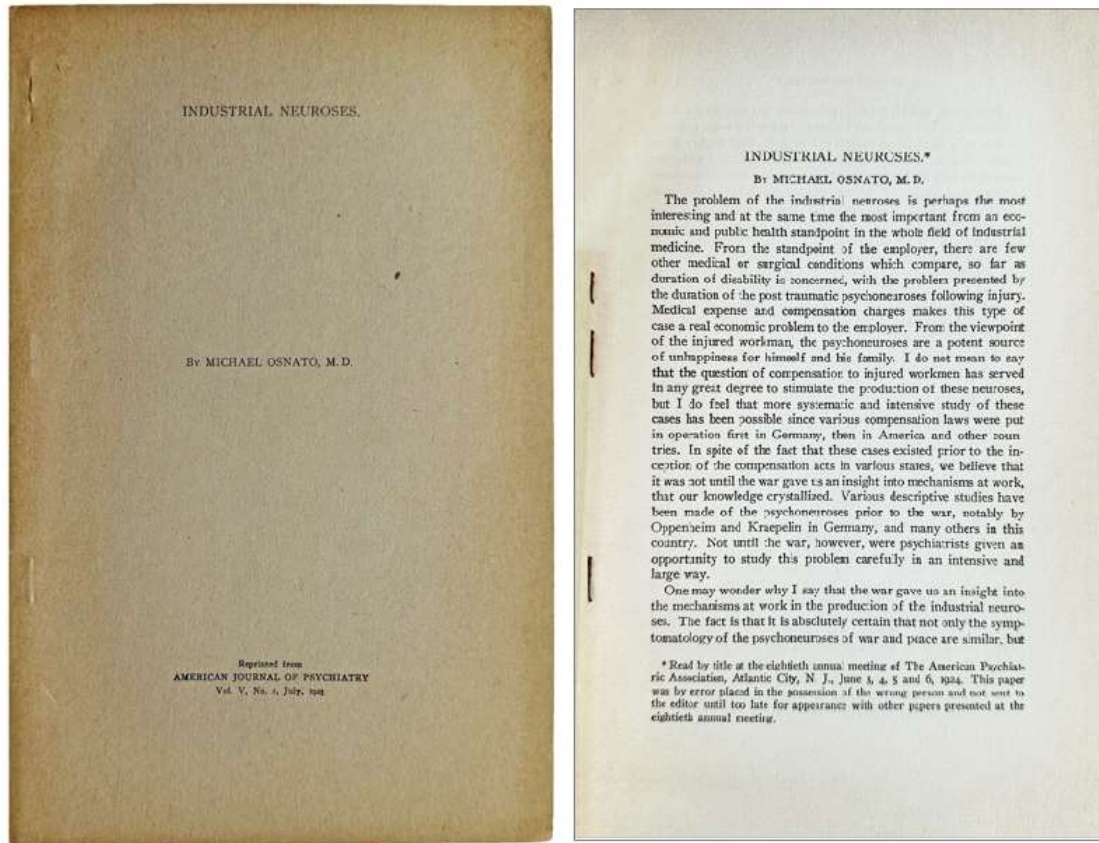 INDUSTRIAL NEUROSES.
BY MICHAEL OSNATO, M. D.
Reprinted from
AMERICAN JOURNAL OF PSYCHIATRY
Vol. V, No. 1, July, 1925
INDUSTRIAL NEUROSES.*
BY MICHAEL OSNATO, M. D.
The problem of the industrial neuroses is perhaps the most
interesting and at the same time the most important from an eco-
nomic and public health standpoint in the whole field of industrial
medicine. From the standpoint of the employer, there are few
other medical or surgical conditions which compare, so far as
duration of disability is concerned, with the problem presented by
the duration of the post traumatic psychoneuroses following injury.
Medical expense and compensation charges makes this type of
case a real economic problem to the employer. From the viewpoint
of the injured workman, the psychoneuroses are a potent source
of unhappiness for himself and his family. I do not mean to say
that the question of compensation to injured workmen has served
in any great degree to stimulate the production of these neuroses,
but I do feel that more systematic and intensive study of these
cases has been possible since various compensation laws were put
in operation first in Germany, then in America and other coun
tries. In spite of the fact that these cases existed prior to the in-
ception of the compensation acts in various states, we believe that
it was not until the war gave us an insight into mechanisms at work,
that our knowledge crystallized. Various descriptive studies have
been made of the psychoneuroses prior to the war, notably by
Oppenheim and Kraepelin in Germany, and many others in this
country. Not until the war, however, were psychiatrists given an
opportunity to study this problem carefully in an intensive and
large way.
One may wonder why I say that the war gave us an insight into
the mechanisms at work in the production of the industrial neuro-
ses. The fact is that it is absolutely certain that not only the symp-
tomatology of the psychoneuroses of war and peace are similar, but
* Read by title at the eightieth annual meeting of The American Psychiat-
ric Association, Atlantic City, N. J., June 3, 4, 5 and 6, 1924. This paper
was by error placed in the possession of the wrong person and not sent to
the editor until too late for appearance with other papers presented at the
eightieth annual meeting.